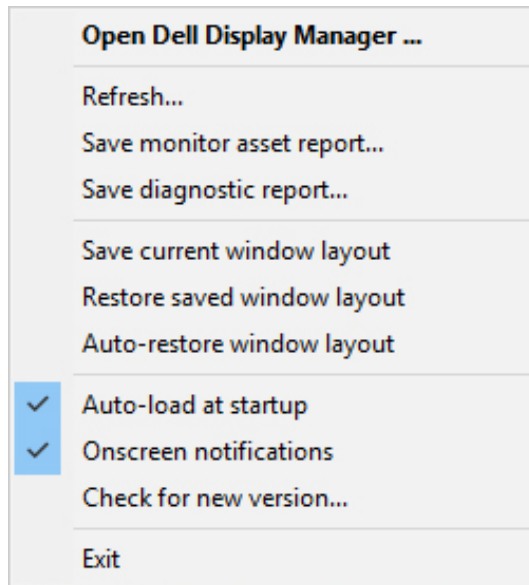 Open Dell Display Manager ...
Refresh...
Save monitor asset report...
Save diagnostic report...
Save current window layout
Restore saved window layout
Auto-restore window layout
Auto-load at startup
Onscreen notifications
Check for new version...
Exit